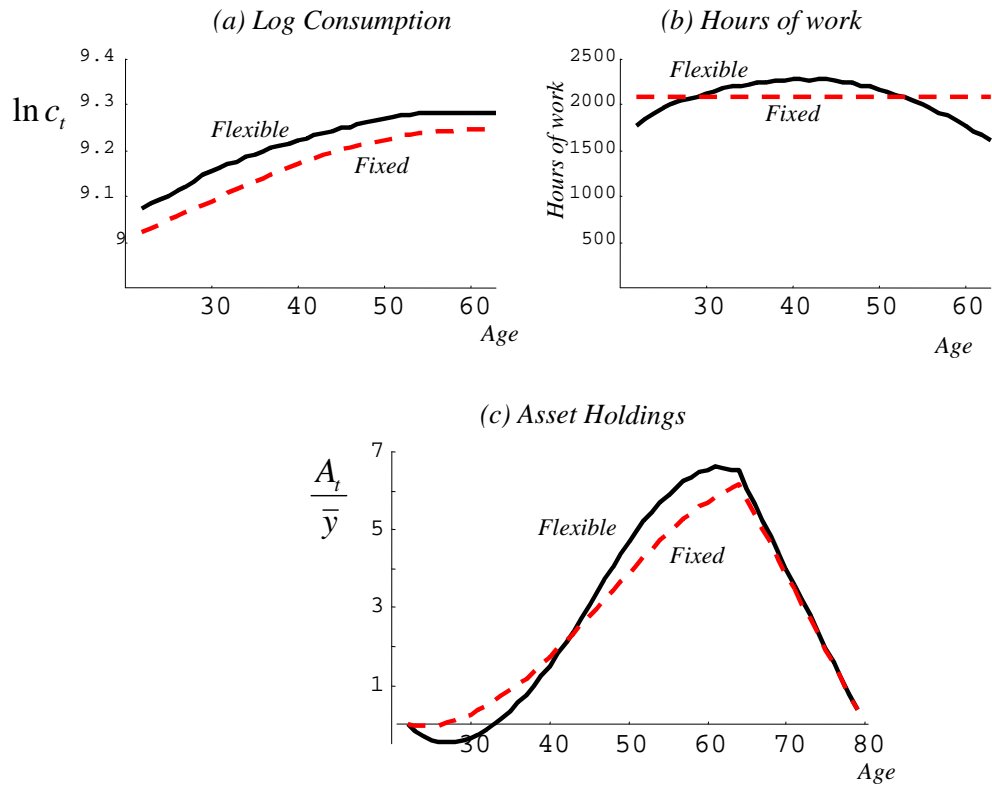 (a) Log Consumption
ln c_t
9.4
9.3
9.2
9.1
9
Flexible
Fixed
30 40 50 60
Age
(b) Hours of work
Hours of work
2500
2000
1500
1000
500
Flexible
Fixed
30 40 50 60
Age
(c) Asset Holdings
A_t
ȳ
7
5
3
1
Flexible
Fixed
30 40 50 60 70 80
Age